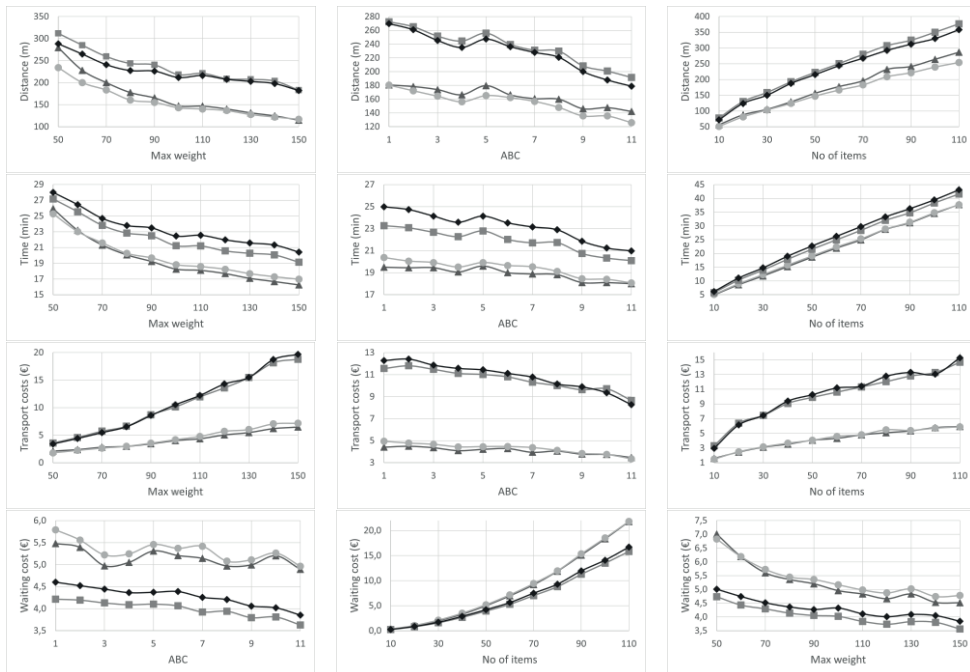 Distance (m)
350
300
250
200
150
100
50 70 90 110 130 150
Max weight
Distance (m)
280
260
240
220
200
180
160
140
120
1 3 5 7 9 11
ABC
Distance (m)
400
350
300
250
200
150
100
50
10 30 50 70 90 110
No of items
Time (min)
29
27
25
23
21
19
17
15
50 70 90 110 130 150
Max weight
Time (min)
27
25
23
21
19
17
1 3 5 7 9 11
ABC
Time (min)
45
40
35
30
25
20
15
10
5
10 30 50 70 90 110
No of items
Transport costs (€)
20
15
10
5
0
50 70 90 110 130 150
Max weight
Transport costs (€)
13
11
9
7
5
3
1 3 5 7 9 11
ABC
Transport costs (€)
15
13
11
9
7
5
3
1
10 30 50 70 90 110
No of items
Waiting cost (€)
6,0
5,5
5,0
4,5
4,0
3,5
1 3 5 7 9 11
ABC
Waiting cost (€)
20,0
15,0
10,0
5,0
0,0
10 30 50 70 90 110
No of items
Waiting cost (€)
7,5
7,0
6,5
6,0
5,5
5,0
4,5
4,0
3,5
50 70 90 110 130 150
Max weight